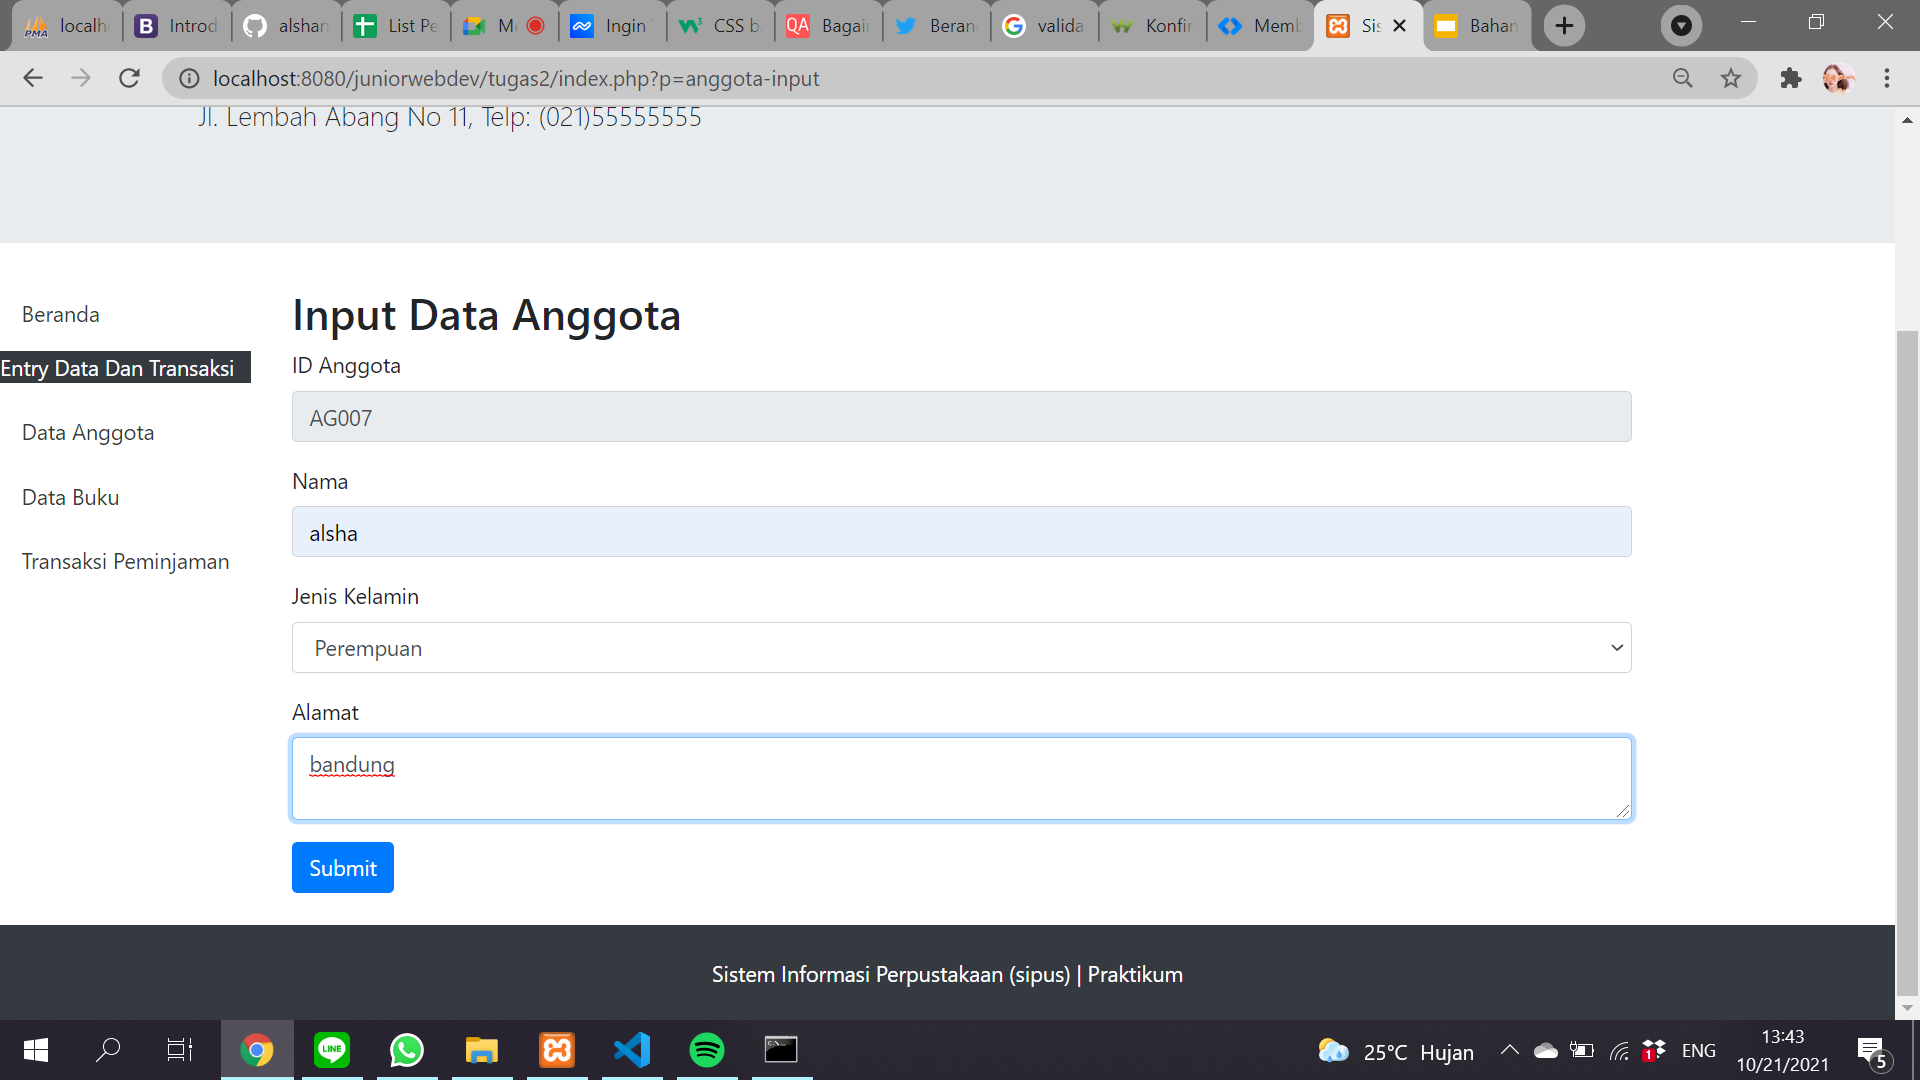 localh
Introd
alshan
List Pe
M
Ingin
CSS b
Bagair
Beran
valida
Konfir
Memb
Sis
Bahan
localhost:8080/juniorwebdev/tugas2/index.php?p=anggota-input
Jl. Lembah Abang No 11, Telp: (021)55555555
Beranda
Entry Data Dan Transaksi
Data Anggota
Data Buku
Transaksi Peminjaman
Input Data Anggota
ID Anggota
AG007
Nama
alsha
Jenis Kelamin
Perempuan
Alamat
bandung
Submit
Sistem Informasi Perpustakaan (sipus) | Praktikum
25°C Hujan
ENG
13:43
10/21/2021
5